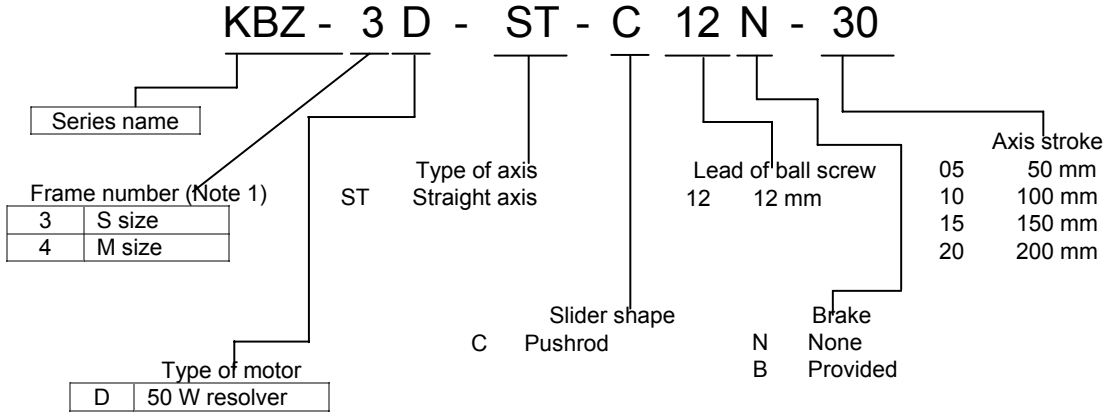 KBZ - 3 D - ST - C 12 N - 30
Series name
Frame number (Note 1)
3 S size
4 M size
Type of motor
D 50 W resolver
Type of axis
ST Straight axis
Slider shape
C Pushrod
Lead of ball screw
12 12 mm
Brake
N None
B Provided
Axis stroke
05 50 mm
10 100 mm
15 150 mm
20 200 mm